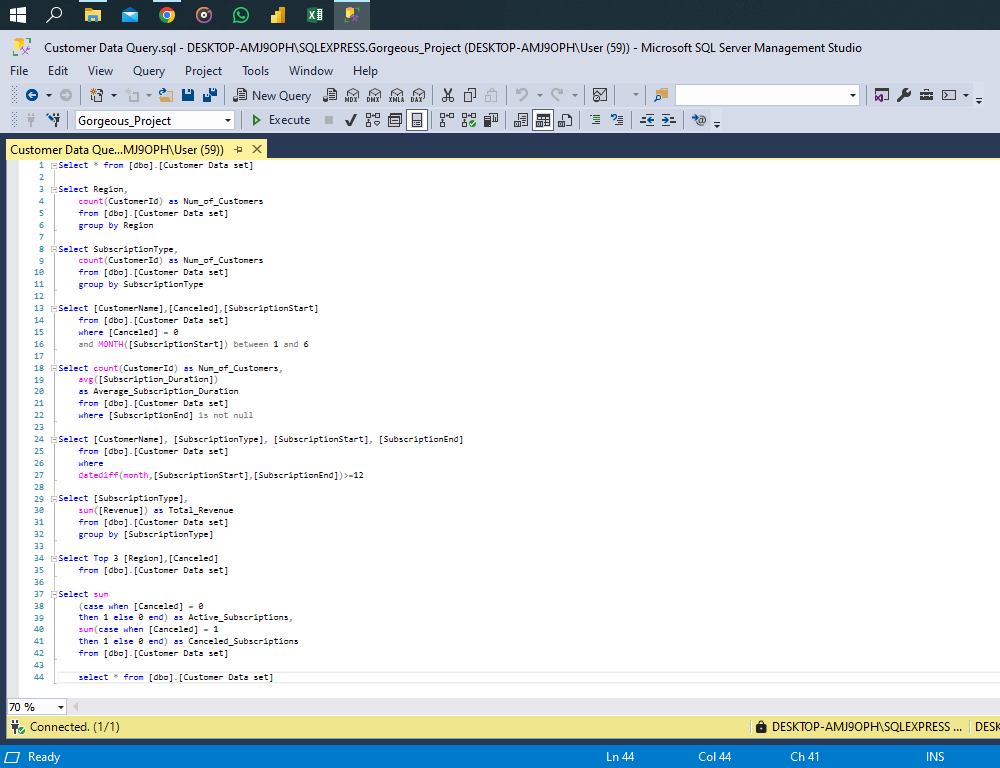 Customer Data Query.sql - DESKTOP-AMJ9OPH\SQLEXPRESS.Gorgeous_Project (DESKTOP-AMJ9OPH\User (59)) - Microsoft SQL Server Management Studio
File Edit View Query Project Tools Window Help
New Query MDX DMX XMLA DAX
Gorgeous_Project Execute
Customer Data Que...MJ9OPH\User (59))
1 Select * from [dbo].[Customer Data set]
2
3 Select Region,
4 count(CustomerId) as Num_of_Customers
5 from [dbo].[Customer Data set]
6 group by Region
7
8 Select SubscriptionType,
9 count(CustomerId) as Num_of_Customers
10 from [dbo].[Customer Data set]
11 group by SubscriptionType
12
13 Select [CustomerName],[Canceled],[SubscriptionStart]
14 from [dbo].[Customer Data set]
15 where [Canceled] = 0
16 and MONTH([SubscriptionStart]) between 1 and 6
17
18 Select count(CustomerId) as Num_of_Customers,
19 avg([Subscription_Duration])
20 as Average_Subscription_Duration
21 from [dbo].[Customer Data set]
22 where [SubscriptionEnd] is not null
23
24 Select [CustomerName], [SubscriptionType], [SubscriptionStart], [SubscriptionEnd]
25 from [dbo].[Customer Data set]
26 where
27 datediff(month,[SubscriptionStart],[SubscriptionEnd])>=12
28
29 Select [SubscriptionType],
30 sum([Revenue]) as Total_Revenue
31 from [dbo].[Customer Data set]
32 group by [SubscriptionType]
33
34 Select Top 3 [Region],[Canceled]
35 from [dbo].[Customer Data set]
36
37 Select sum
38 (case when [Canceled] = 0
39 then 1 else 0 end) as Active_Subscriptions,
40 sum(case when [Canceled] = 1
41 then 1 else 0 end) as Canceled_Subscriptions
42 from [dbo].[Customer Data set]
43
44 select * from [dbo].[Customer Data set]
70 %
Connected. (1/1) DESKTOP-AMJ9OPH\SQLEXPRESS ... DESK
Ready Ln 44 Col 44 Ch 41 INS